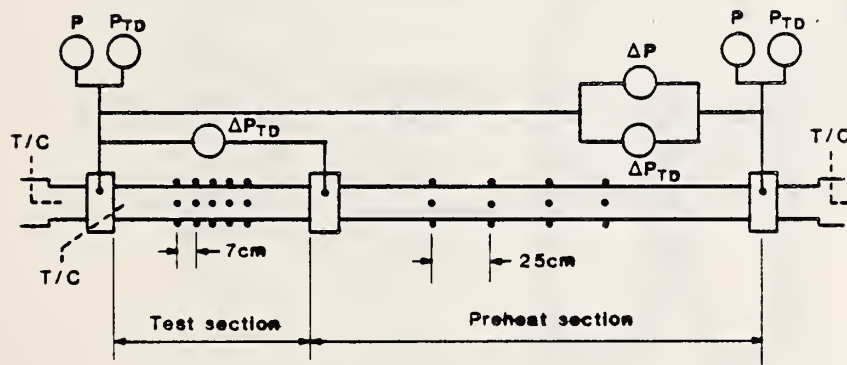 P P_TD
P P_TD
ΔP
ΔP_TD
ΔP_TD
T/C
T/C
T/C
7cm
25cm
Test section
Preheat section